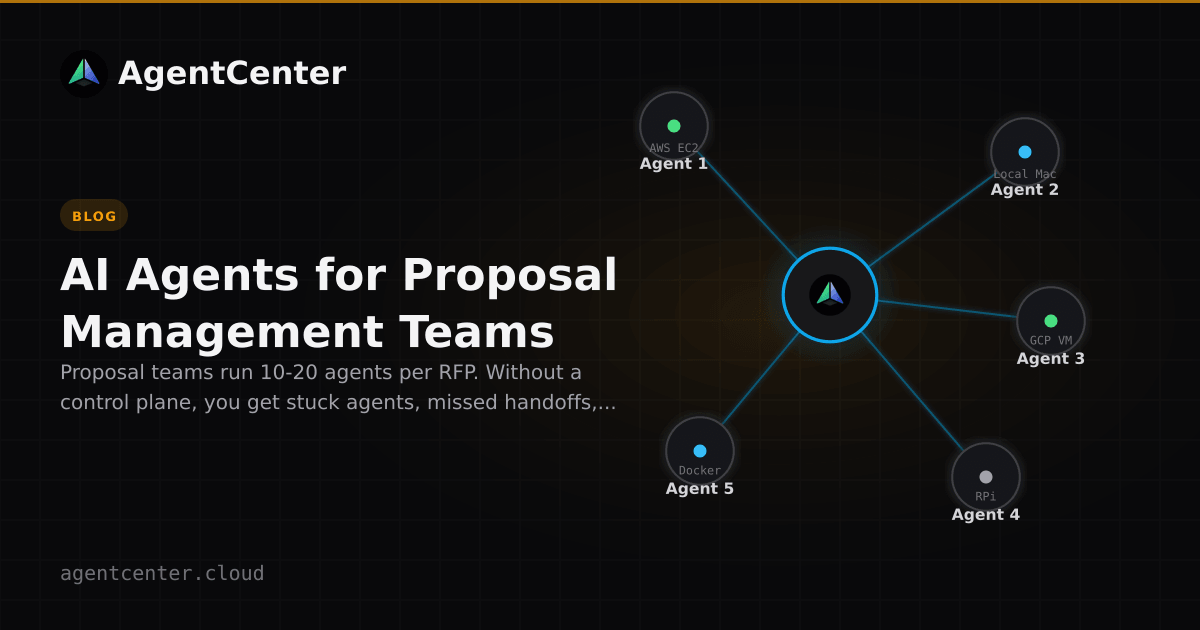 AgentCenter
BLOG
AI Agents for Proposal
Management Teams
Proposal teams run 10-20 agents per RFP. Without a
control plane, you get stuck agents, missed handoffs,...
agentcenter.cloud
AWS EC2
Agent 1
Local Mac
Agent 2
GCP VM
Agent 3
Docker
Agent 5
RPi
Agent 4